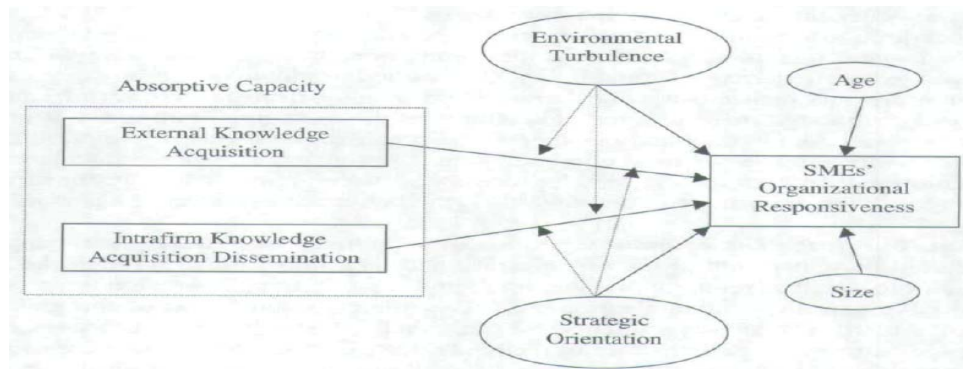 Environmental
Turbulence
Age
Absorptive Capacity
External Knowledge
Acquisition
SMEs'
Organizational
Responsiveness
Intrafirm Knowledge
Acquisition Dissemination
Size
Strategic
Orientation